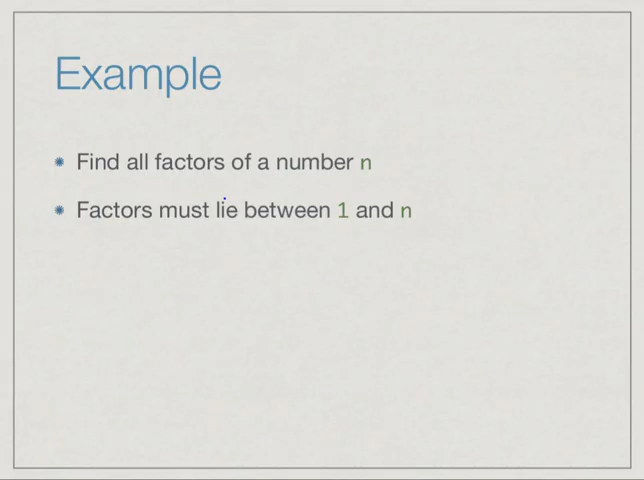 Example
Find all factors of a number n
Factors must lie between 1 and n